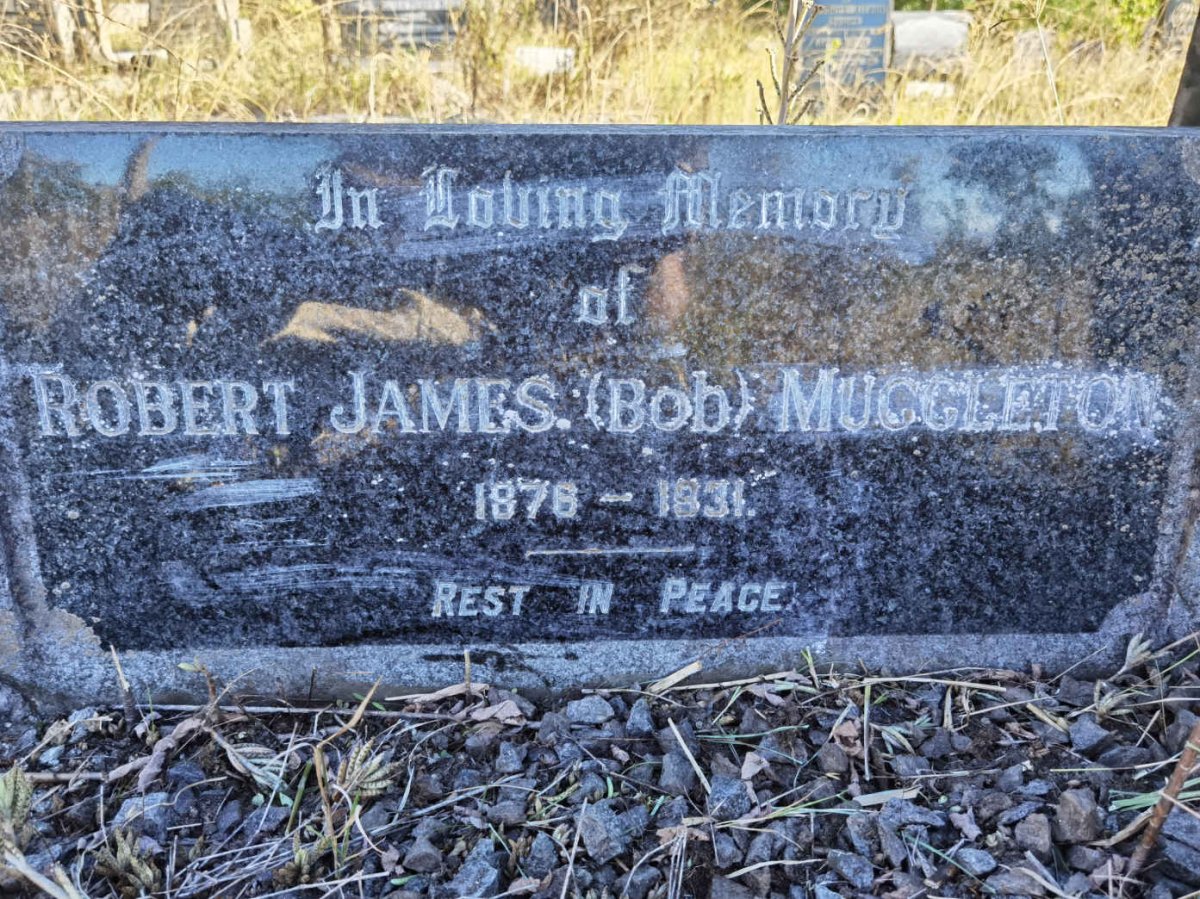 In Loving Memory
of
ROBERT JAMES. (BOB) MUGGLETON
1876 – 1931.
REST IN PEACE.